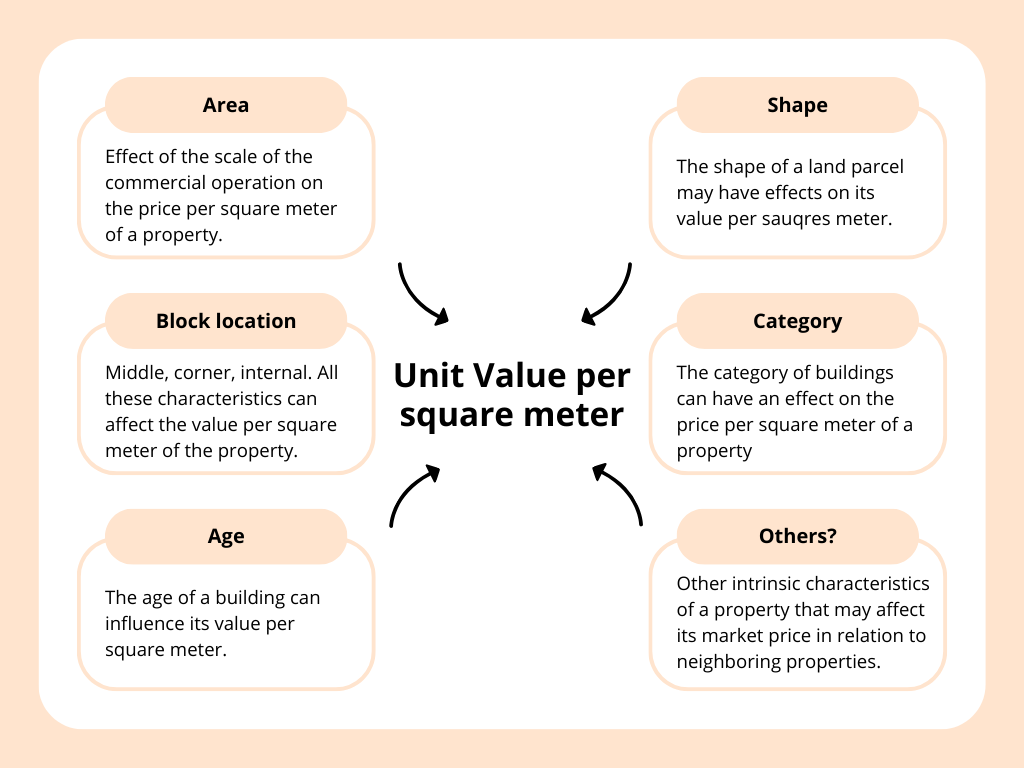 Area
Effect of the scale of the
commercial operation on
the price per square meter
of a property.
Block location
Middle, corner, internal. All
these characteristics can
affect the value per square
meter of the property.
Age
The age of a building can
influence its value per
square meter.
Unit Value per
square meter
Shape
The shape of a land parcel
may have effects on its
value per sauqres meter.
Category
The category of buildings
can have an effect on the
price per square meter of a
property
Others?
Other intrinsic characteristics
of a property that may affect
its market price in relation to
neighboring properties.